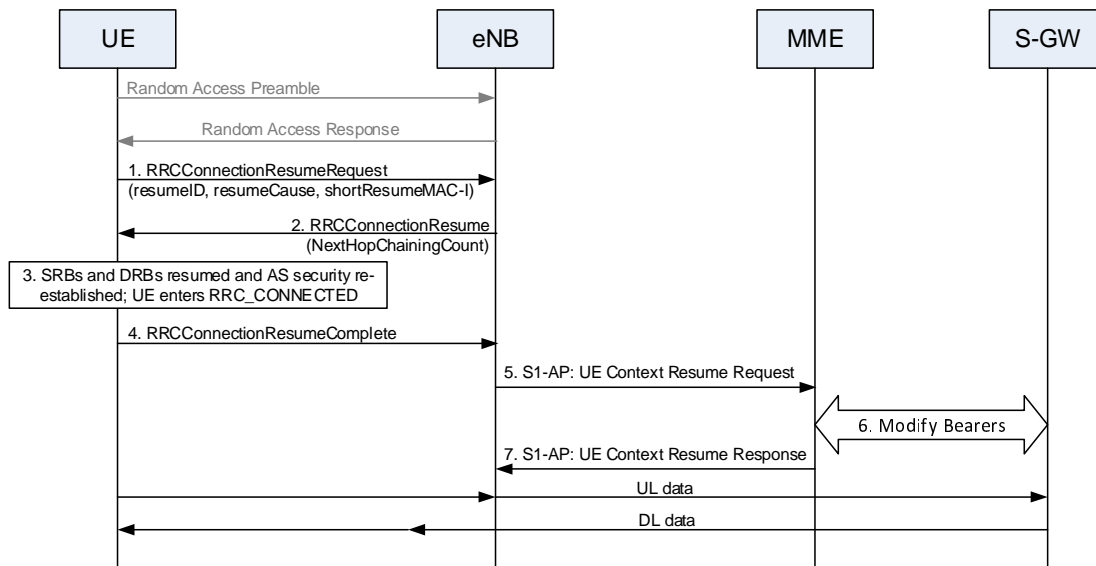 UE
eNB
MME
S-GW
Random Access Preamble
Random Access Response
1. RRCConnectionResumeRequest
(resumeID, resumeCause, shortResumeMAC-I)
2. RRCConnectionResume
(NextHopChainingCount)
3. SRBs and DRBs resumed and AS security re-
established; UE enters RRC_CONNECTED
4. RRCConnectionResumeComplete
5. S1-AP: UE Context Resume Request
6. Modify Bearers
7. S1-AP: UE Context Resume Response
UL data
DL data